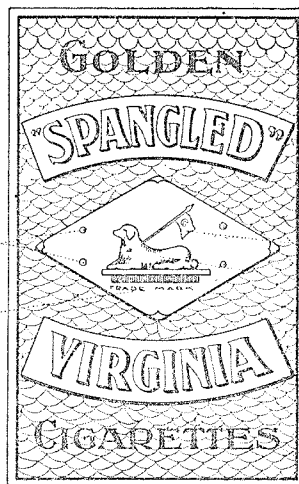 GOLDEN
"SPANGLED"
TRADE MARK
VIRGINIA
CIGARETTES